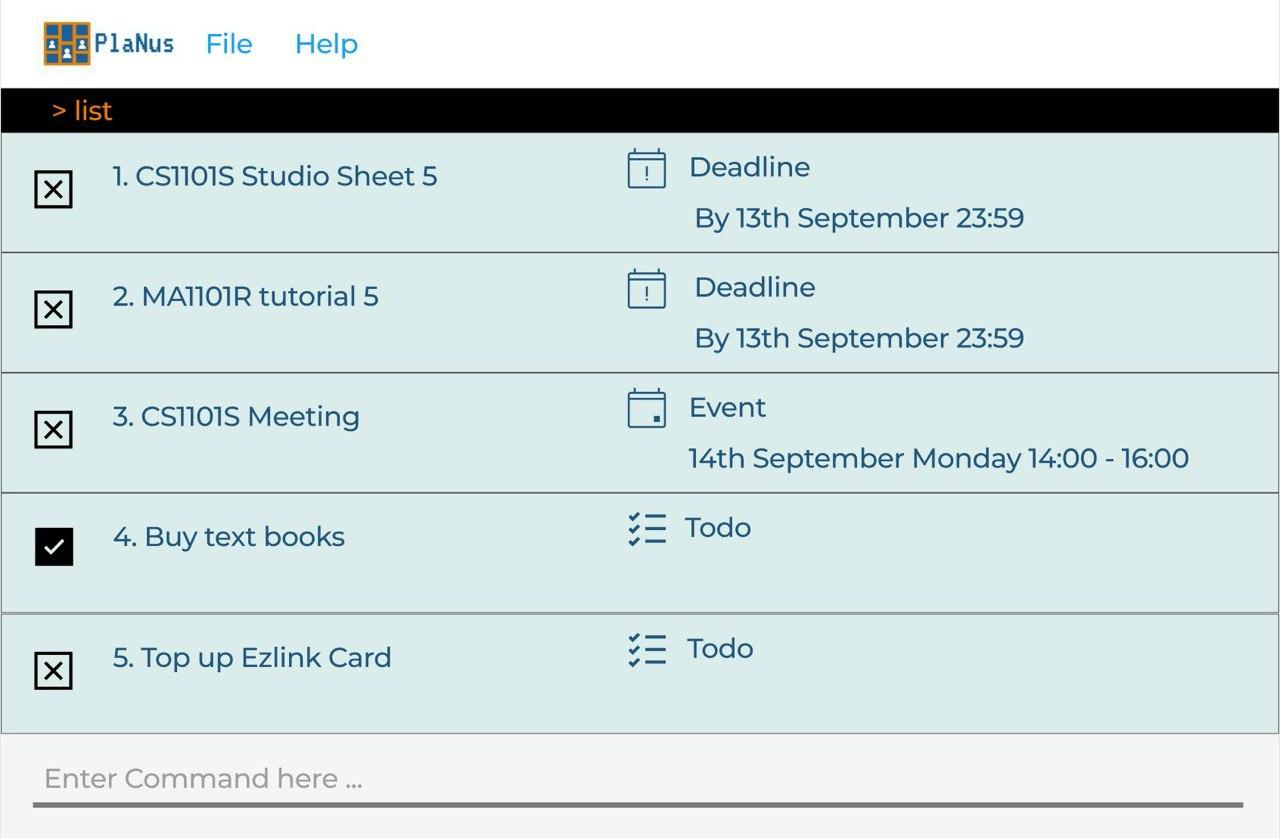 PlaNus File Help
> list
1. CS1101S Studio Sheet 5
Deadline
By 13th September 23:59
2. MA1101R tutorial 5
Deadline
By 13th September 23:59
3. CS1101S Meeting
Event
14th September Monday 14:00 - 16:00
4. Buy text books
Todo
5. Top up Ezlink Card
Todo
Enter Command here ...